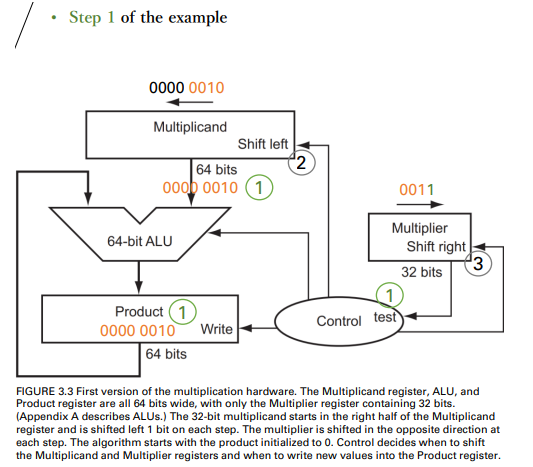 • Step 1 of the example
0000 0010
Multiplicand
Shift left
2
64 bits
0000 0010 1
0011
Multiplier
Shift right
3
64-bit ALU
32 bits
1
Product 1
0000 0010 Write
Control test
64 bits
FIGURE 3.3 First version of the multiplication hardware. The Multiplicand register, ALU, and
Product register are all 64 bits wide, with only the Multiplier register containing 32 bits.
(Appendix A describes ALUs.) The 32-bit multiplicand starts in the right half of the Multiplicand
register and is shifted left 1 bit on each step. The multiplier is shifted in the opposite direction at
each step. The algorithm starts with the product initialized to 0. Control decides when to shift
the Multiplicand and Multiplier registers and when to write new values into the Product register.